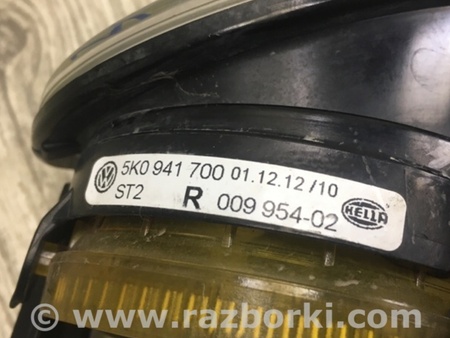 5K0 941 700 01.12.12/10
ST2 R 009 954-02 HELLA
© - www.razborki.com